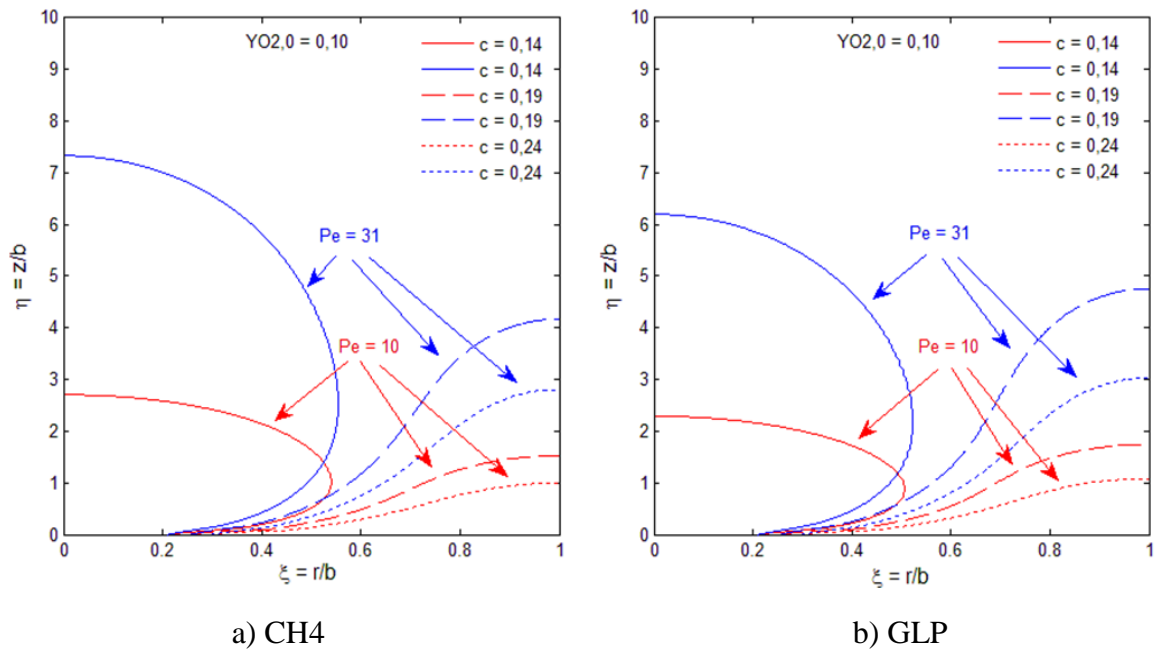 10
9
8
7
6
5
4
3
2
1
0
η = z/b
YO2,0 = 0,10
c = 0,14
c = 0,14
c = 0,19
c = 0,19
c = 0,24
c = 0,24
Pe = 31
Pe = 10
0 0.2 0.4 0.6 0.8 1
ξ = r/b
a) CH4
10
9
8
7
6
5
4
3
2
1
0
η = z/b
YO2,0 = 0,10
c = 0,14
c = 0,14
c = 0,19
c = 0,19
c = 0,24
c = 0,24
Pe = 31
Pe = 10
0 0.2 0.4 0.6 0.8 1
ξ = r/b
b) GLP